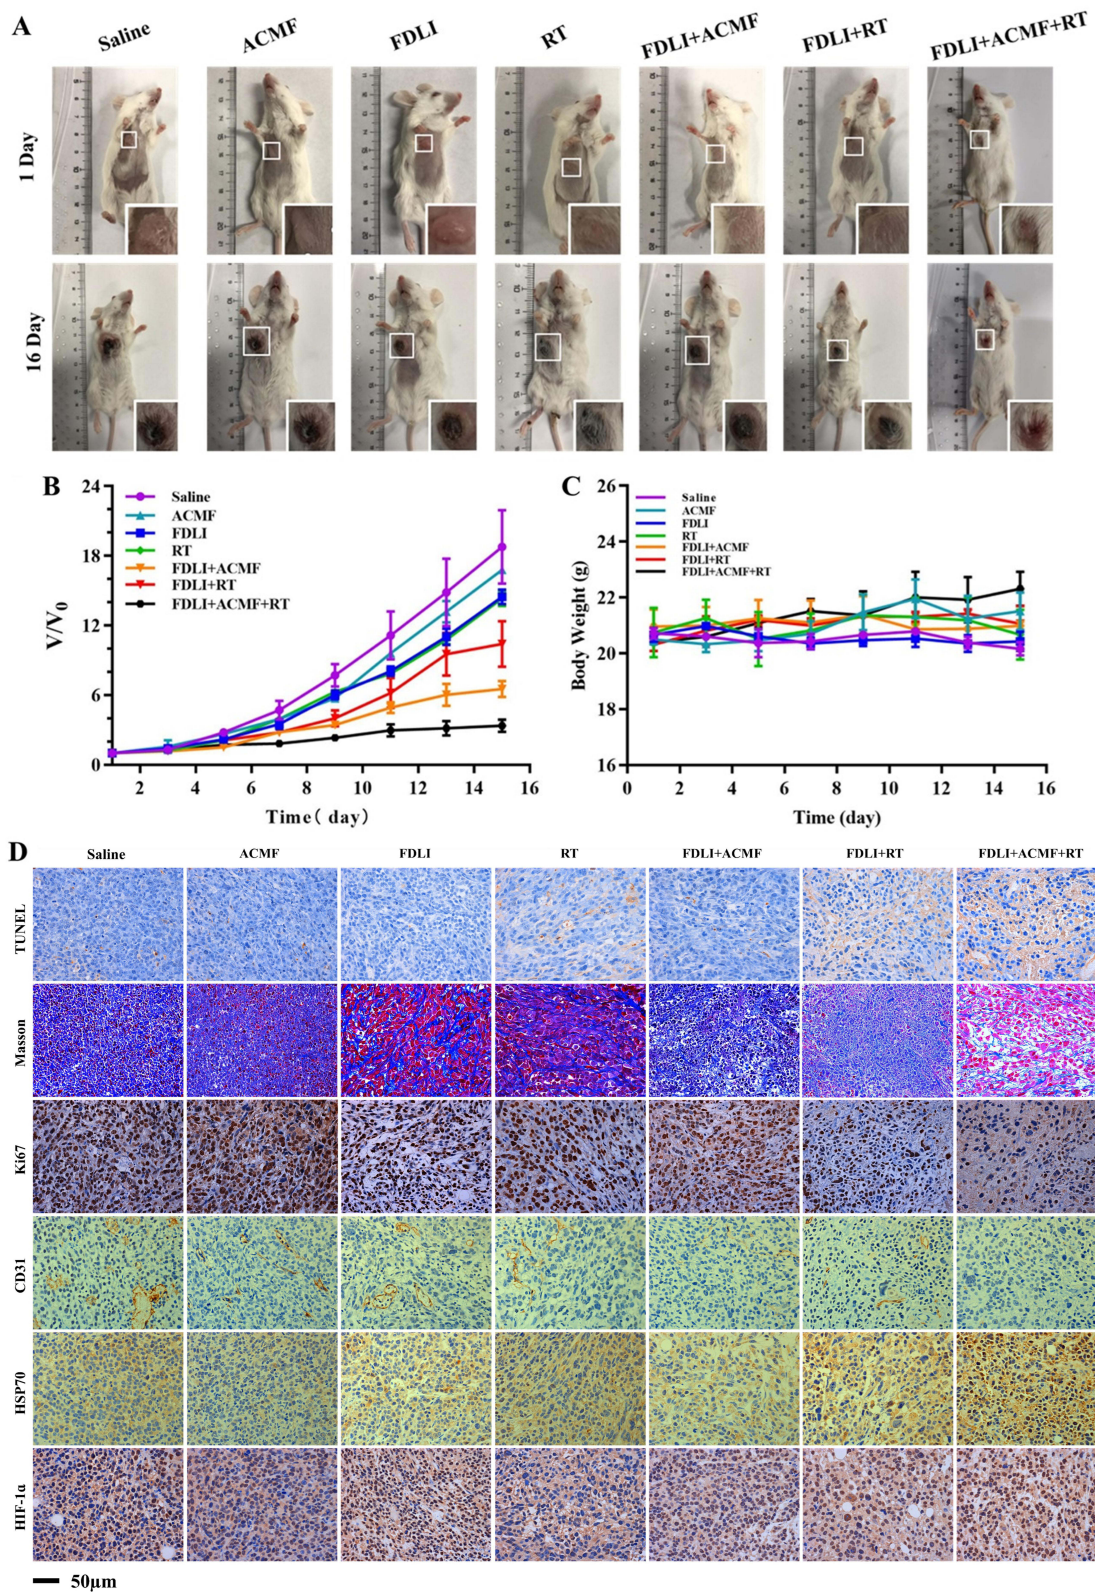 A
Saline
ACMF
FDLI
RT
FDLI+ACMF
FDLI+RT
FDLI+ACMF+RT
1 Day
16 Day
B
V/V0
24
18
12
6
0
Saline
ACMF
FDLI
RT
FDLI+ACMF
FDLI+RT
FDLI+ACMF+RT
2 4 6 8 10 12 14 16
Time( day)
C
Body Weight (g)
26
24
22
20
18
16
Saline
ACMF
FDLI
RT
FDLI+ACMF
FDLI+RT
FDLI+ACMF+RT
0 2 4 6 8 10 12 14 16
Time (day)
D
Saline ACMF FDLI RT FDLI+ACMF FDLI+RT FDLI+ACMF+RT
TUNEL
Masson
Ki67
CD31
HSP70
HIF-1α
50μm